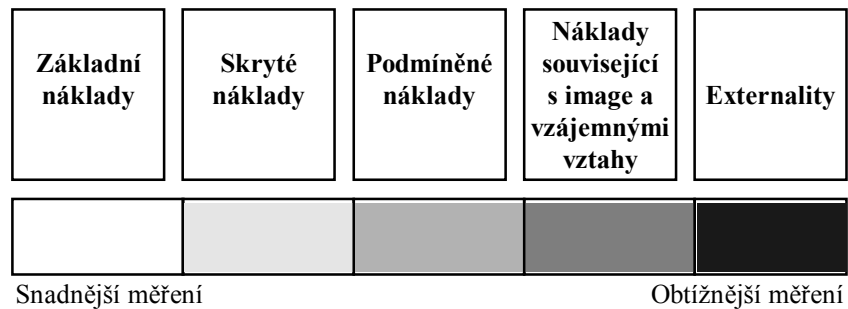 Základní
náklady
Skryté
náklady
Podmíněné
náklady
Náklady
související
s image a
vzájemnými
vztahy
Externality
Snadnější měření
Obtížnější měření